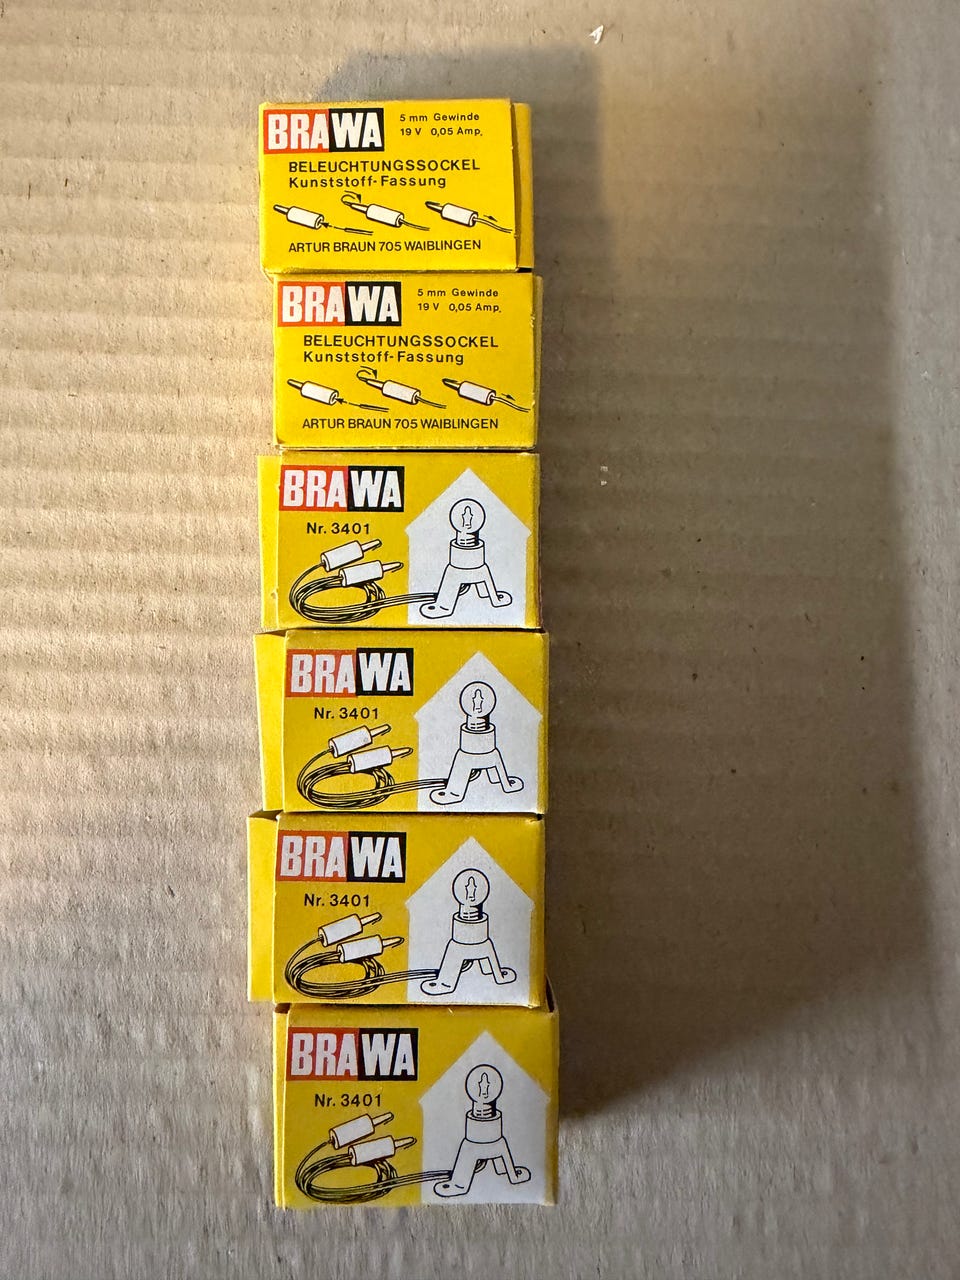 BRAWA
5 mm Gewinde
19 V 0,05 Amp.
BELEUCHTUNGSSOCKEL
Kunststoff-Fassung
ARTUR BRAUN 705 WAIBLINGEN
BRAWA
5 mm Gewinde
19 V 0,05 Amp.
BELEUCHTUNGSSOCKEL
Kunststoff-Fassung
ARTUR BRAUN 705 WAIBLINGEN
BRAWA
Nr. 3401
BRAWA
Nr. 3401
BRAWA
Nr. 3401
BRAWA
Nr. 3401